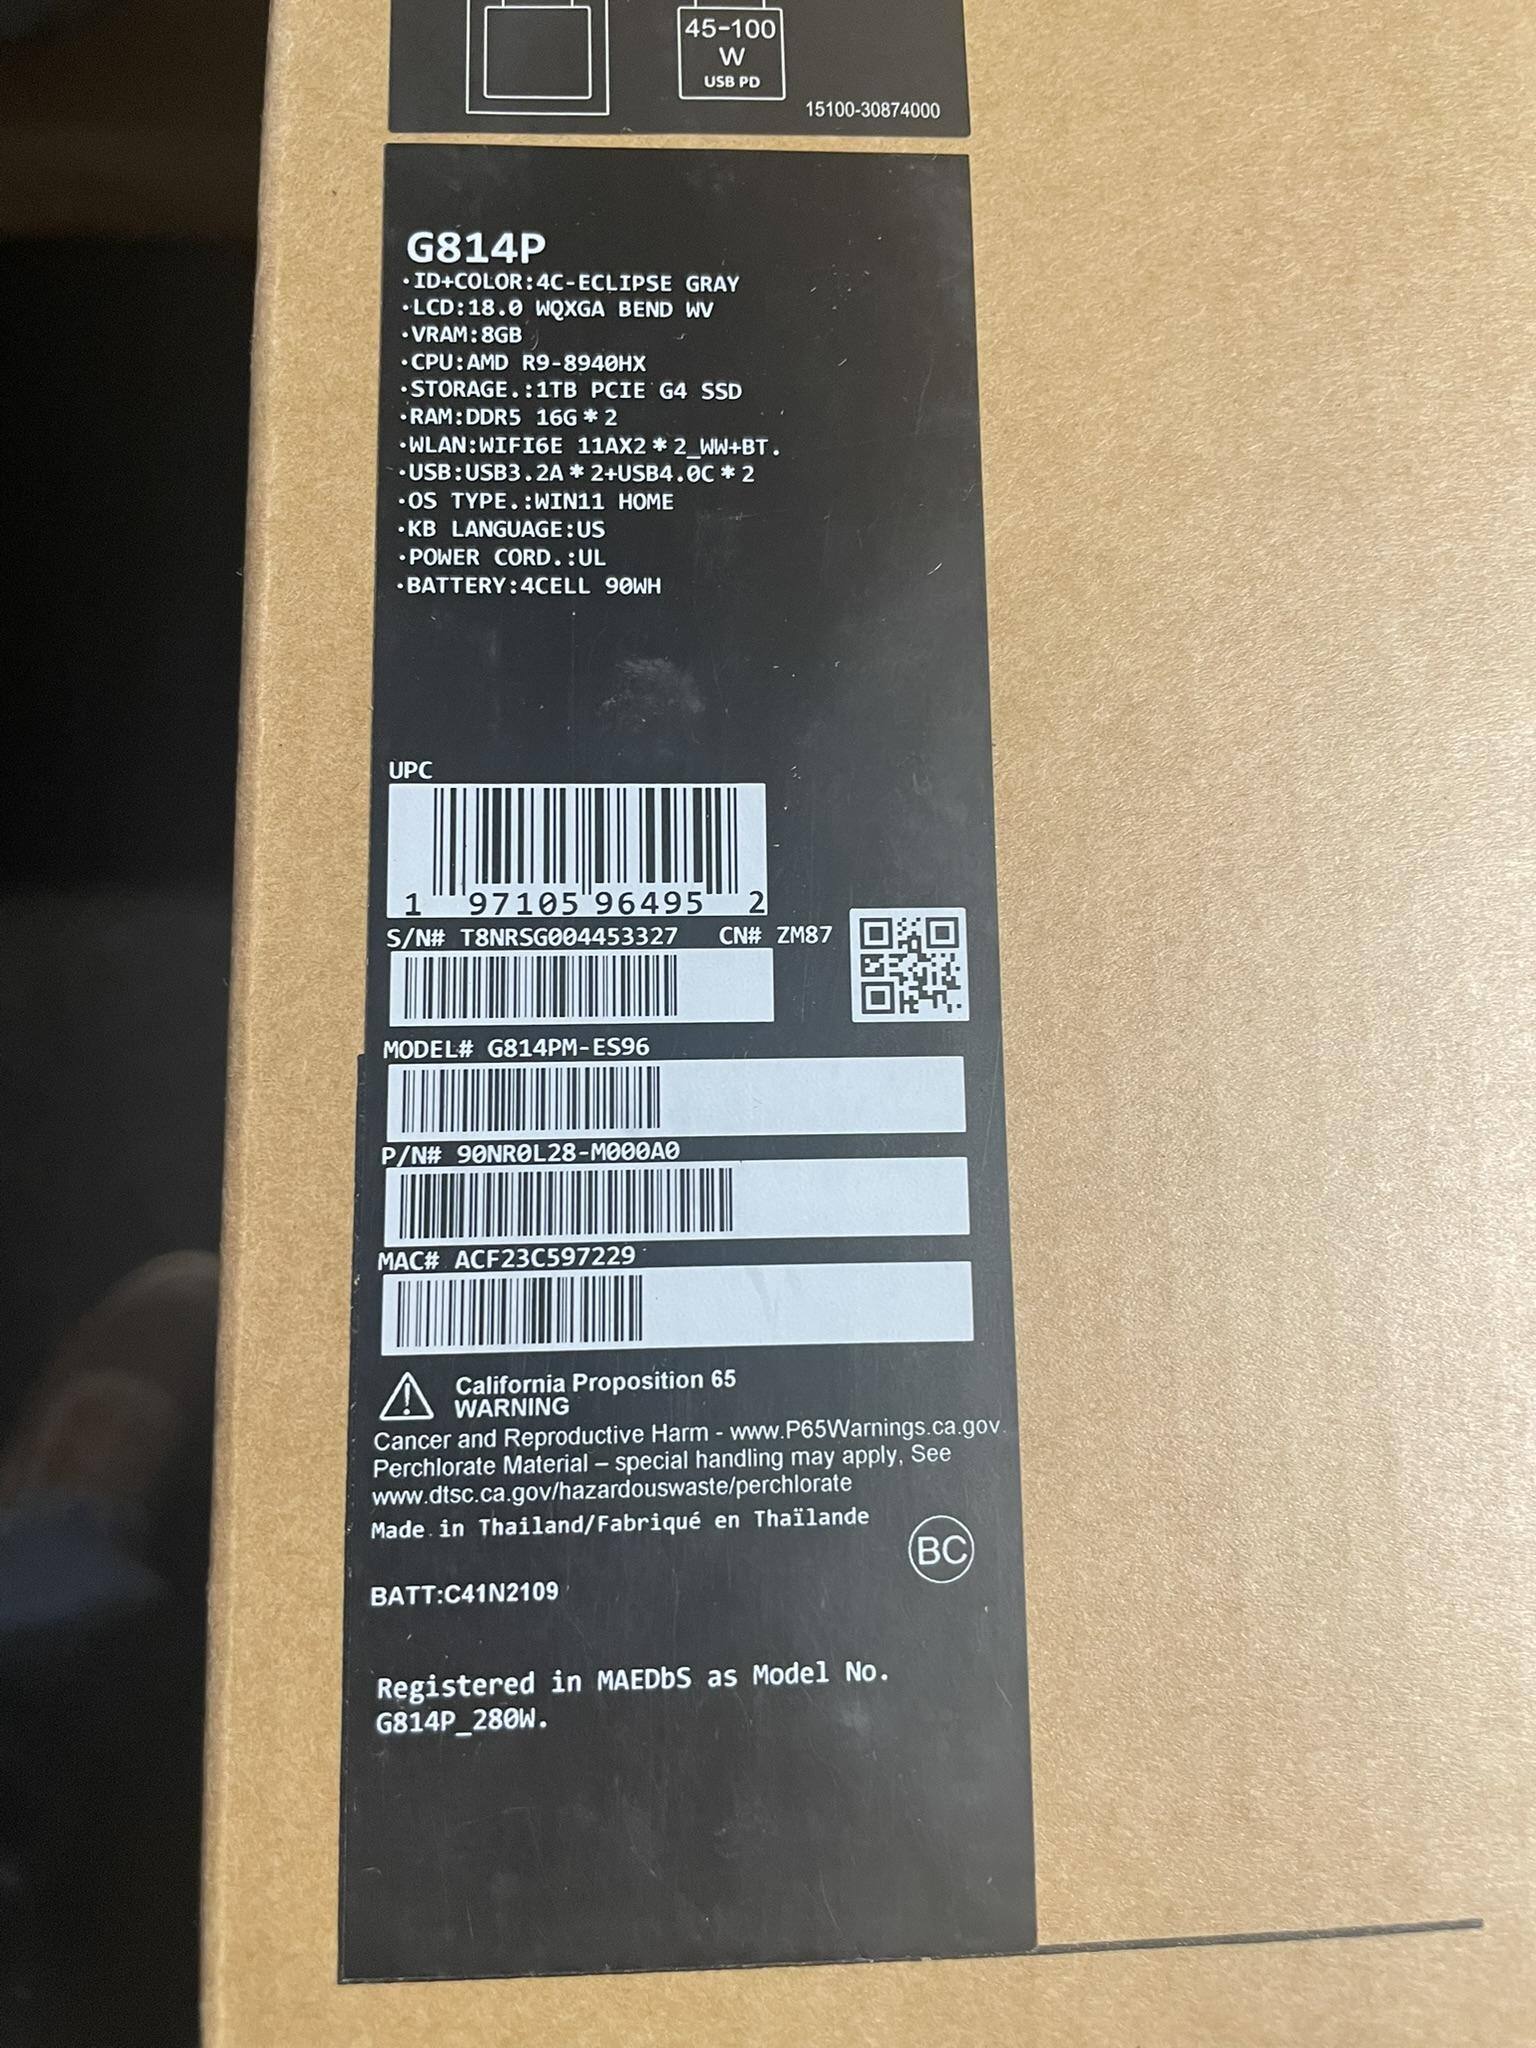 45-100
W
USB PD
15100-30874000
G814P
·ID+COLOR:4C-ECLIPSE GRAY
·LCD:18.0 WQXGA BEND WV
·VRAM:8GB
·CPU:AMD R9-8940HX
·STORAGE.:1TB PCIE G4 SSD
·RAM:DDR5 16G*2
·WLAN:WIFI6E 11AX2*2_WW+BT.
·USB:USB3.2A*2+USB4.0C*2
·OS TYPE.:WIN11 HOME
·KB LANGUAGE:US
·POWER CORD.:UL
·BATTERY:4CELL 90WH
UPC
1 97105 96495 2
S/N# T8NRSG004453327 CN# ZM87
MODEL# G814PM-ES96
P/N# 90NR0L28-M000A0
MAC# ACF23C597229
California Proposition 65
WARNING
Cancer and Reproductive Harm - www.P65Warnings.ca.gov.
Perchlorate Material – special handling may apply, See
www.dtsc.ca.gov/hazardouswaste/perchlorate
Made in Thailand/Fabriqué en Thaïlande
BC
BATT:C41N2109
Registered in MAEDbS as Model No.
G814P_280W.